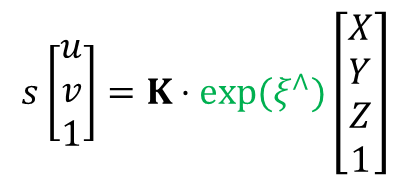 s [u v 1] = K · exp(ξ^) [X Y Z 1]